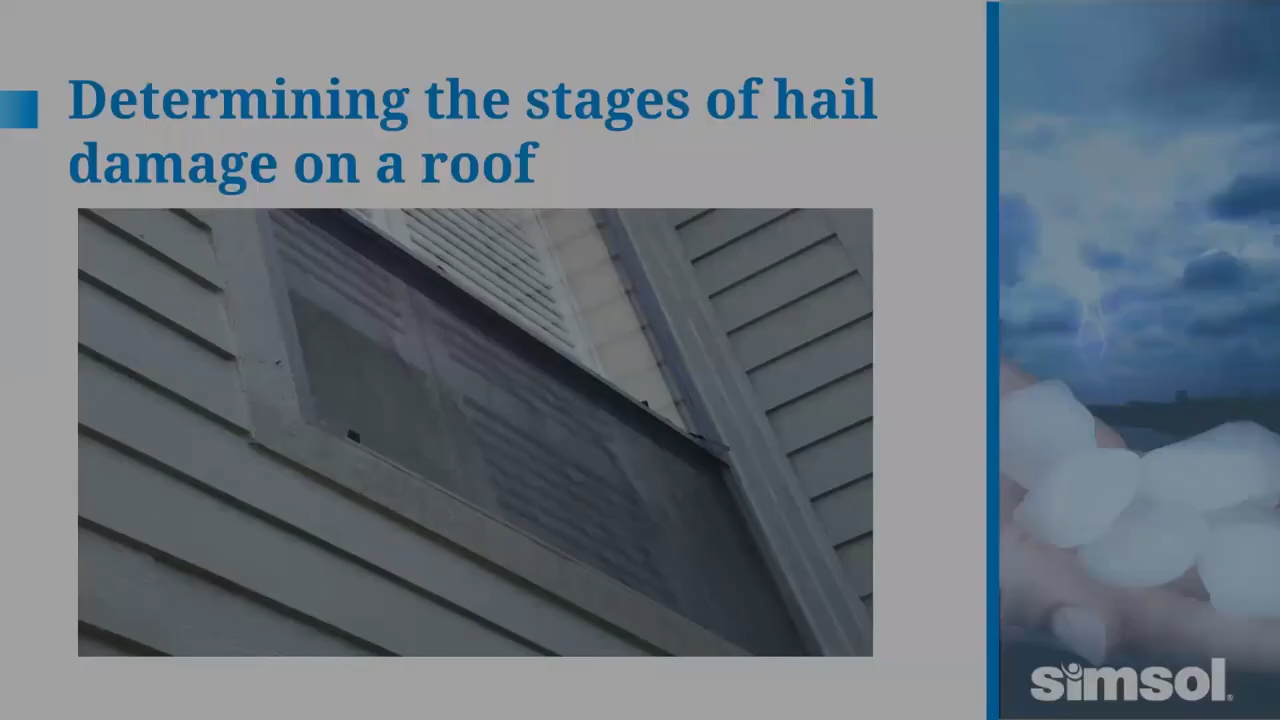 Determining the stages of hail
damage on a roof
simsol